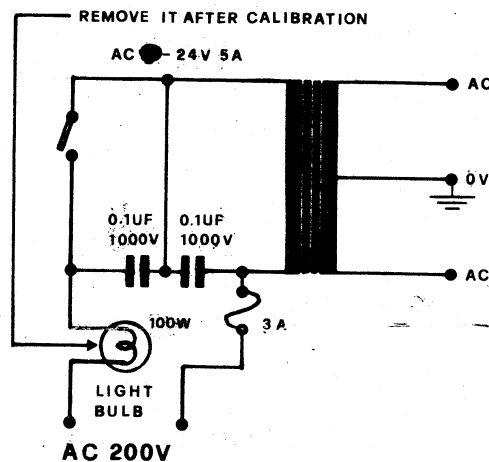 REMOVE IT AFTER CALIBRATION
AC - 24V 5A
AC
0V
0.1UF 0.1UF
1000V 1000V
AC
100W
3A
LIGHT
BULB
AC 200V